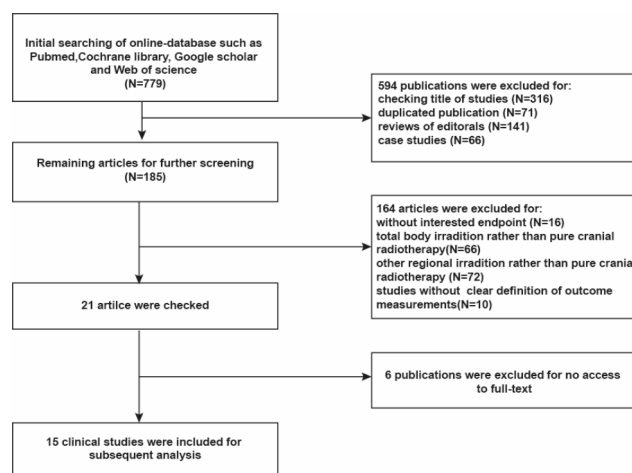 Initial searching of online-database such as
Pubmed,Cochrane library, Google scholar
and Web of science
(N=779)
594 publications were excluded for:
checking title of studies (N=316)
duplicated publication (N=71)
reviews of editorals (N=141)
case studies (N=66)
Remaining articles for further screening
(N=185)
164 articles were excluded for:
without interested endpoint (N=16)
total body irradition rather than pure cranial
radiotherapy(N=66)
other regional irradition rather than pure cranial
radiotherapy (N=72)
studies without clear definition of outcome
measurements(N=10)
21 artilce were checked
6 publications were excluded for no access
to full-text
15 clinical studies were included for
subsequent analysis